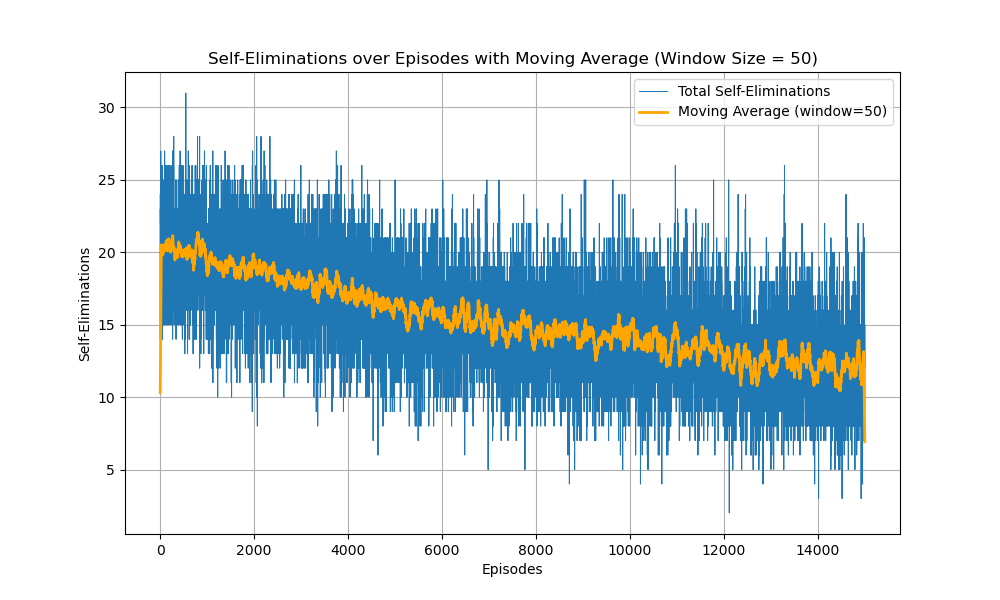 Self-Eliminations over Episodes with Moving Average (Window Size = 50)
Total Self-Eliminations
Moving Average (window=50)
Self-Eliminations
30
25
20
15
10
5
0 2000 4000 6000 8000 10000 12000 14000
Episodes